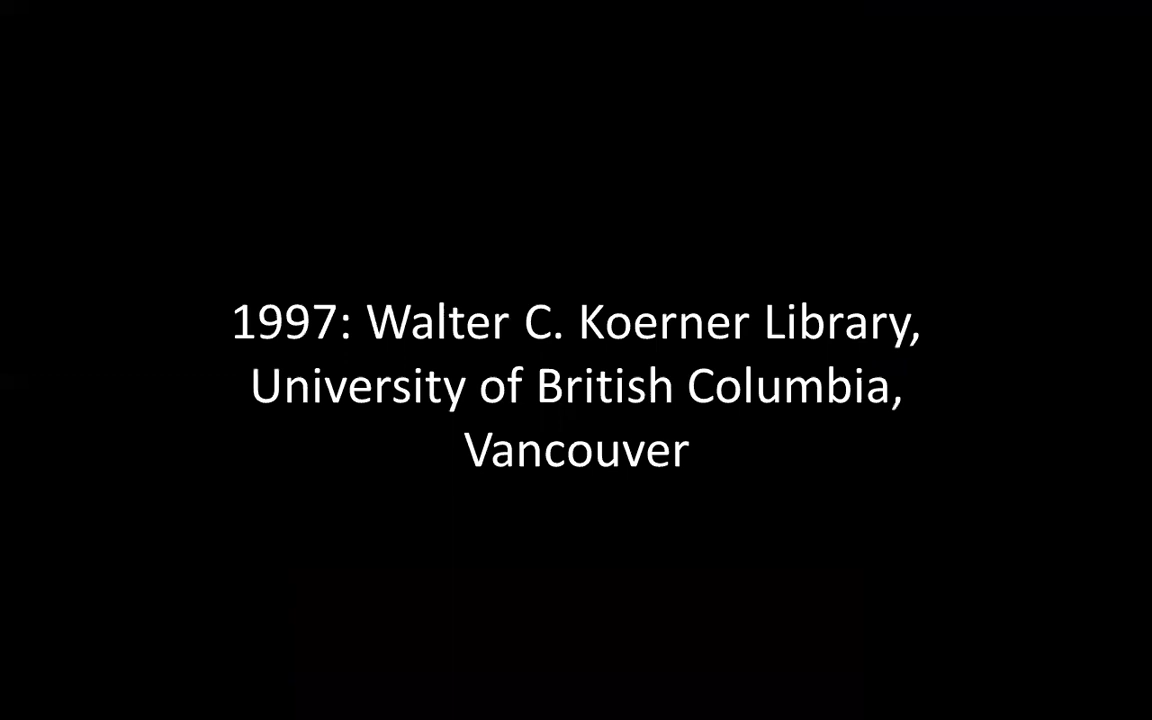 1997: Walter C. Koerner Library,
University of British Columbia,
Vancouver